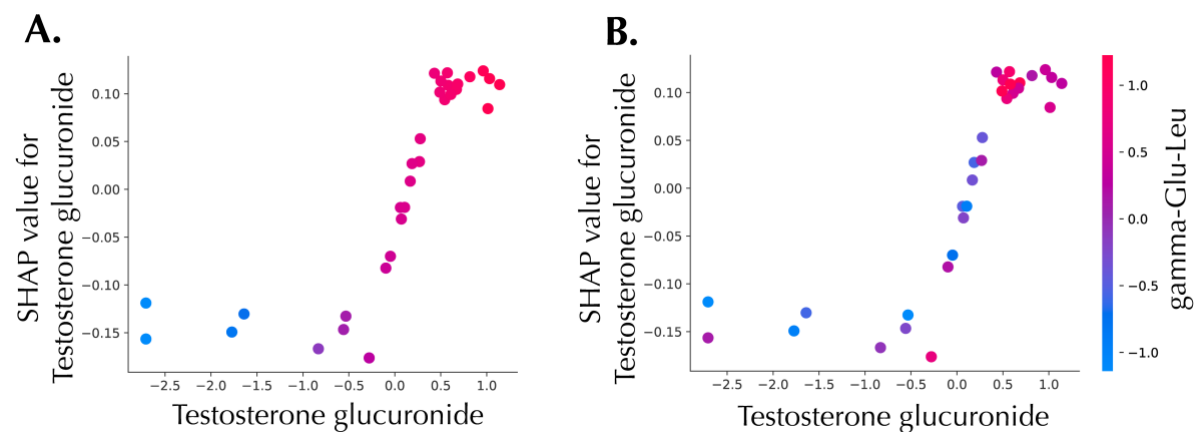 A.
SHAP value for
Testosterone glucuronide
0.10
0.05
0.00
−0.05
−0.10
−0.15
−2.5 −2.0 −1.5 −1.0 −0.5 0.0 0.5 1.0
Testosterone glucuronide
B.
SHAP value for
Testosterone glucuronide
0.10
0.05
0.00
−0.05
−0.10
−0.15
−2.5 −2.0 −1.5 −1.0 −0.5 0.0 0.5 1.0
Testosterone glucuronide
1.0
0.5
0.0
−0.5
−1.0
gamma-Glu-Leu